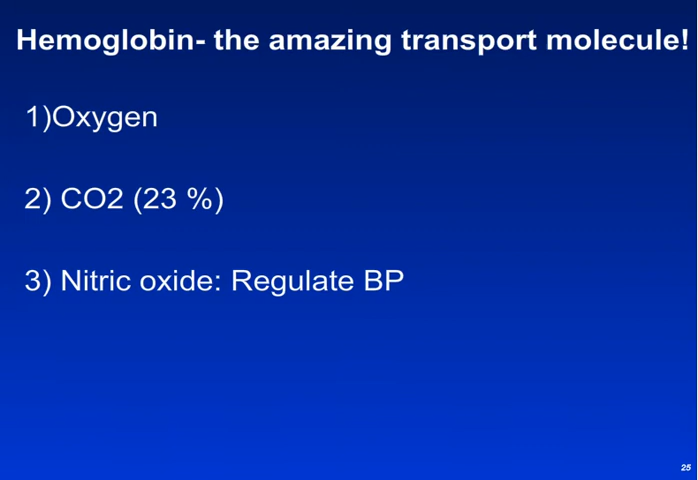 Hemoglobin- the amazing transport molecule!
1)Oxygen
2) CO2 (23 %)
3) Nitric oxide: Regulate BP
25